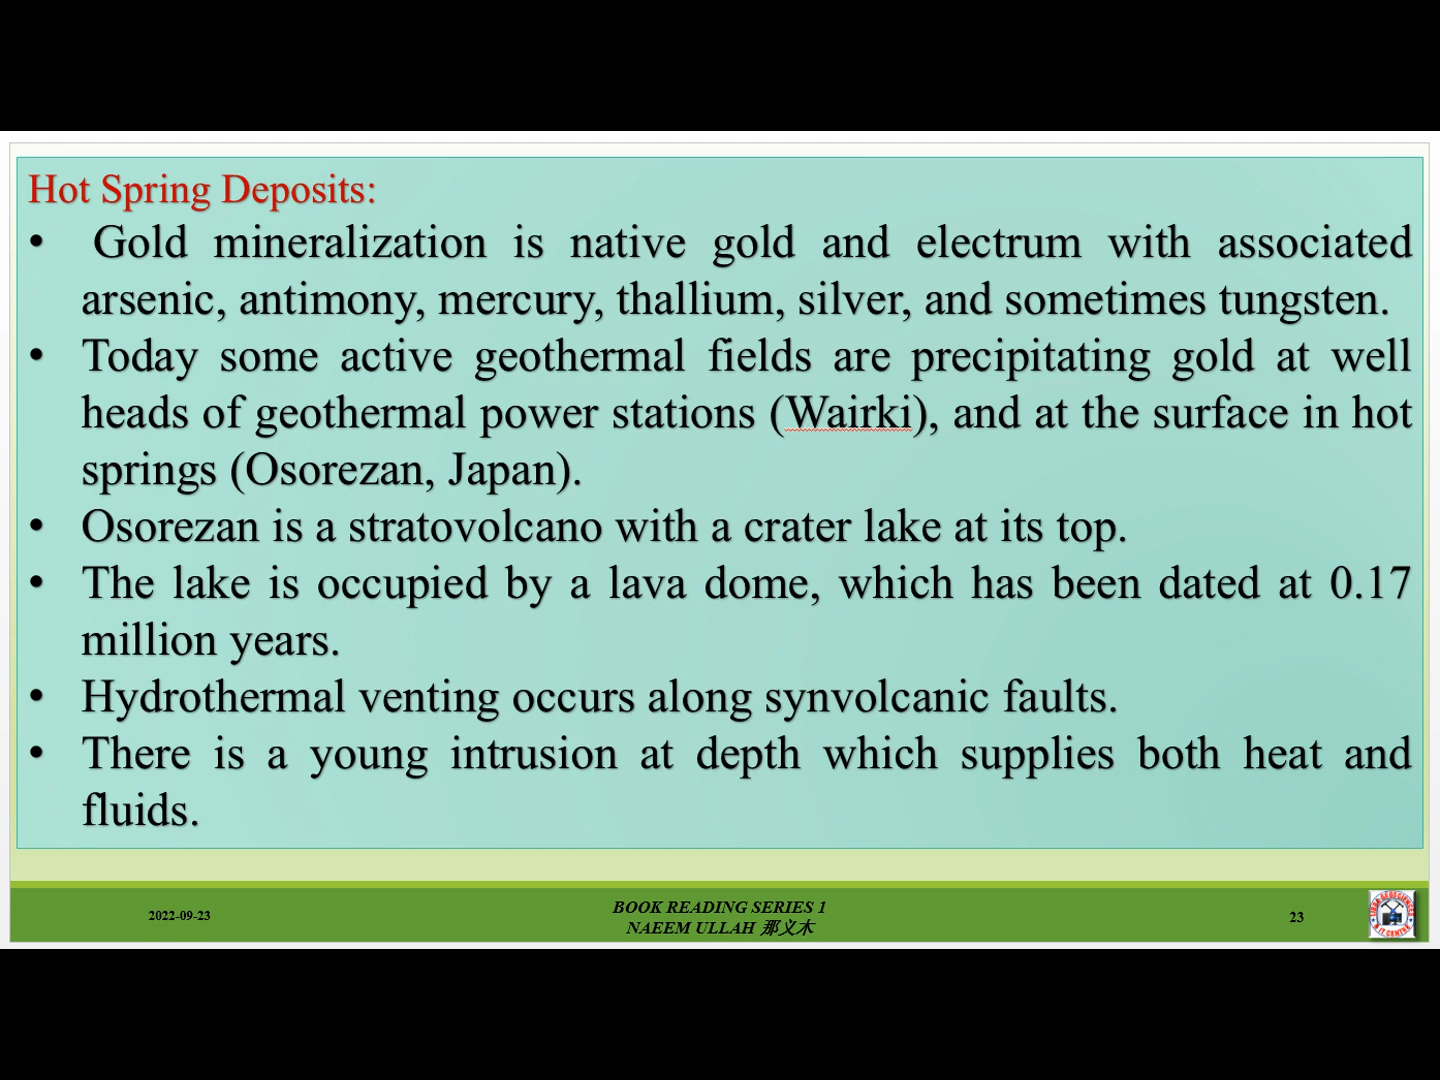 Hot Spring Deposits:
• Gold mineralization is native gold and electrum with associated
arsenic, antimony, mercury, thallium, silver, and sometimes tungsten.
• Today some active geothermal fields are precipitating gold at well
heads of geothermal power stations (Wairki), and at the surface in hot
springs (Osorezan, Japan).
• Osorezan is a stratovolcano with a crater lake at its top.
• The lake is occupied by a lava dome, which has been dated at 0.17
million years.
• Hydrothermal venting occurs along synvolcanic faults.
• There is a young intrusion at depth which supplies both heat and
fluids.
2022-09-23
BOOK READING SERIES 1
NAEEM ULLAH 那义木
23